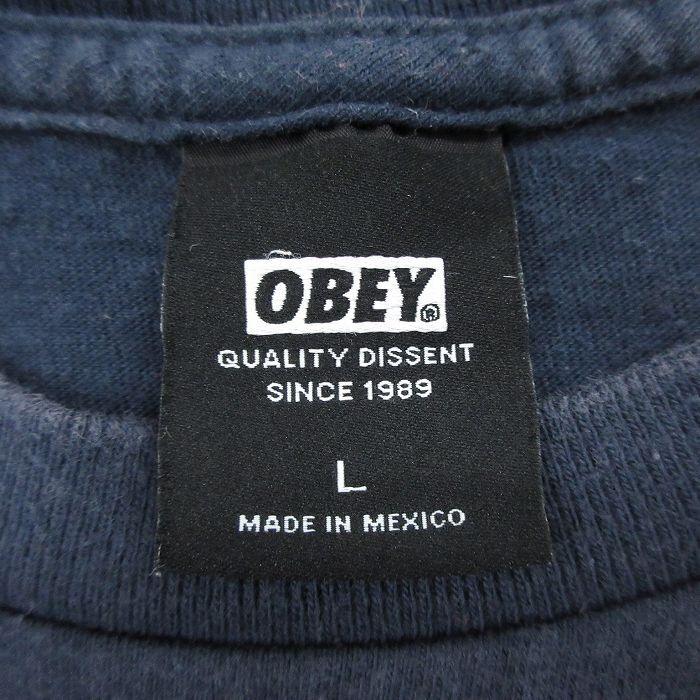 OBEY®
QUALITY DISSENT
SINCE 1989
L
MADE IN MEXICO